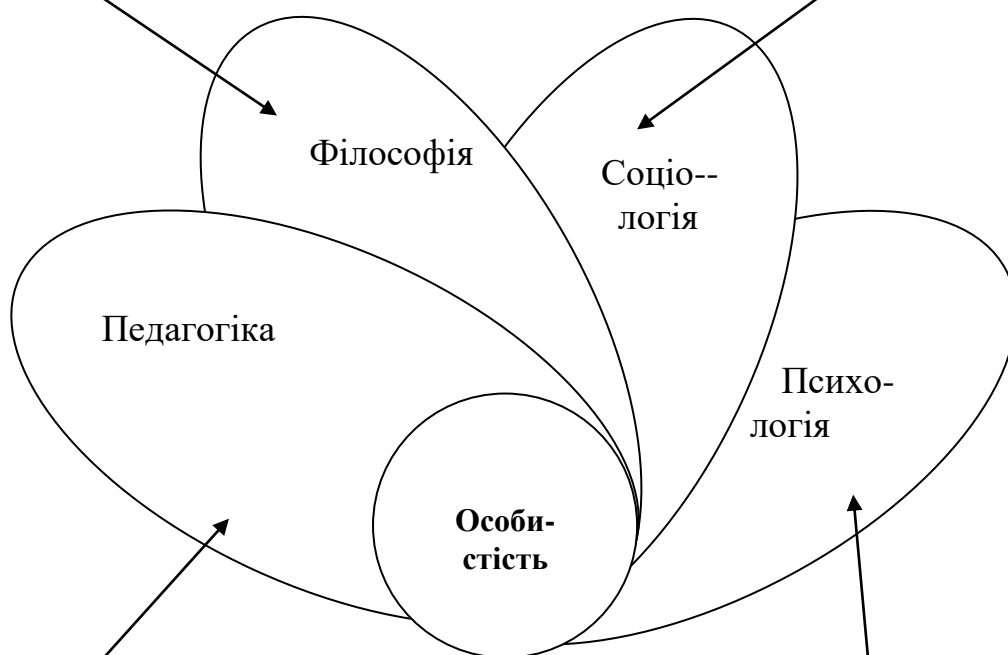 Філософія
Соціо--
логія
Педагогіка
Психо-
логія
Особи-
стість